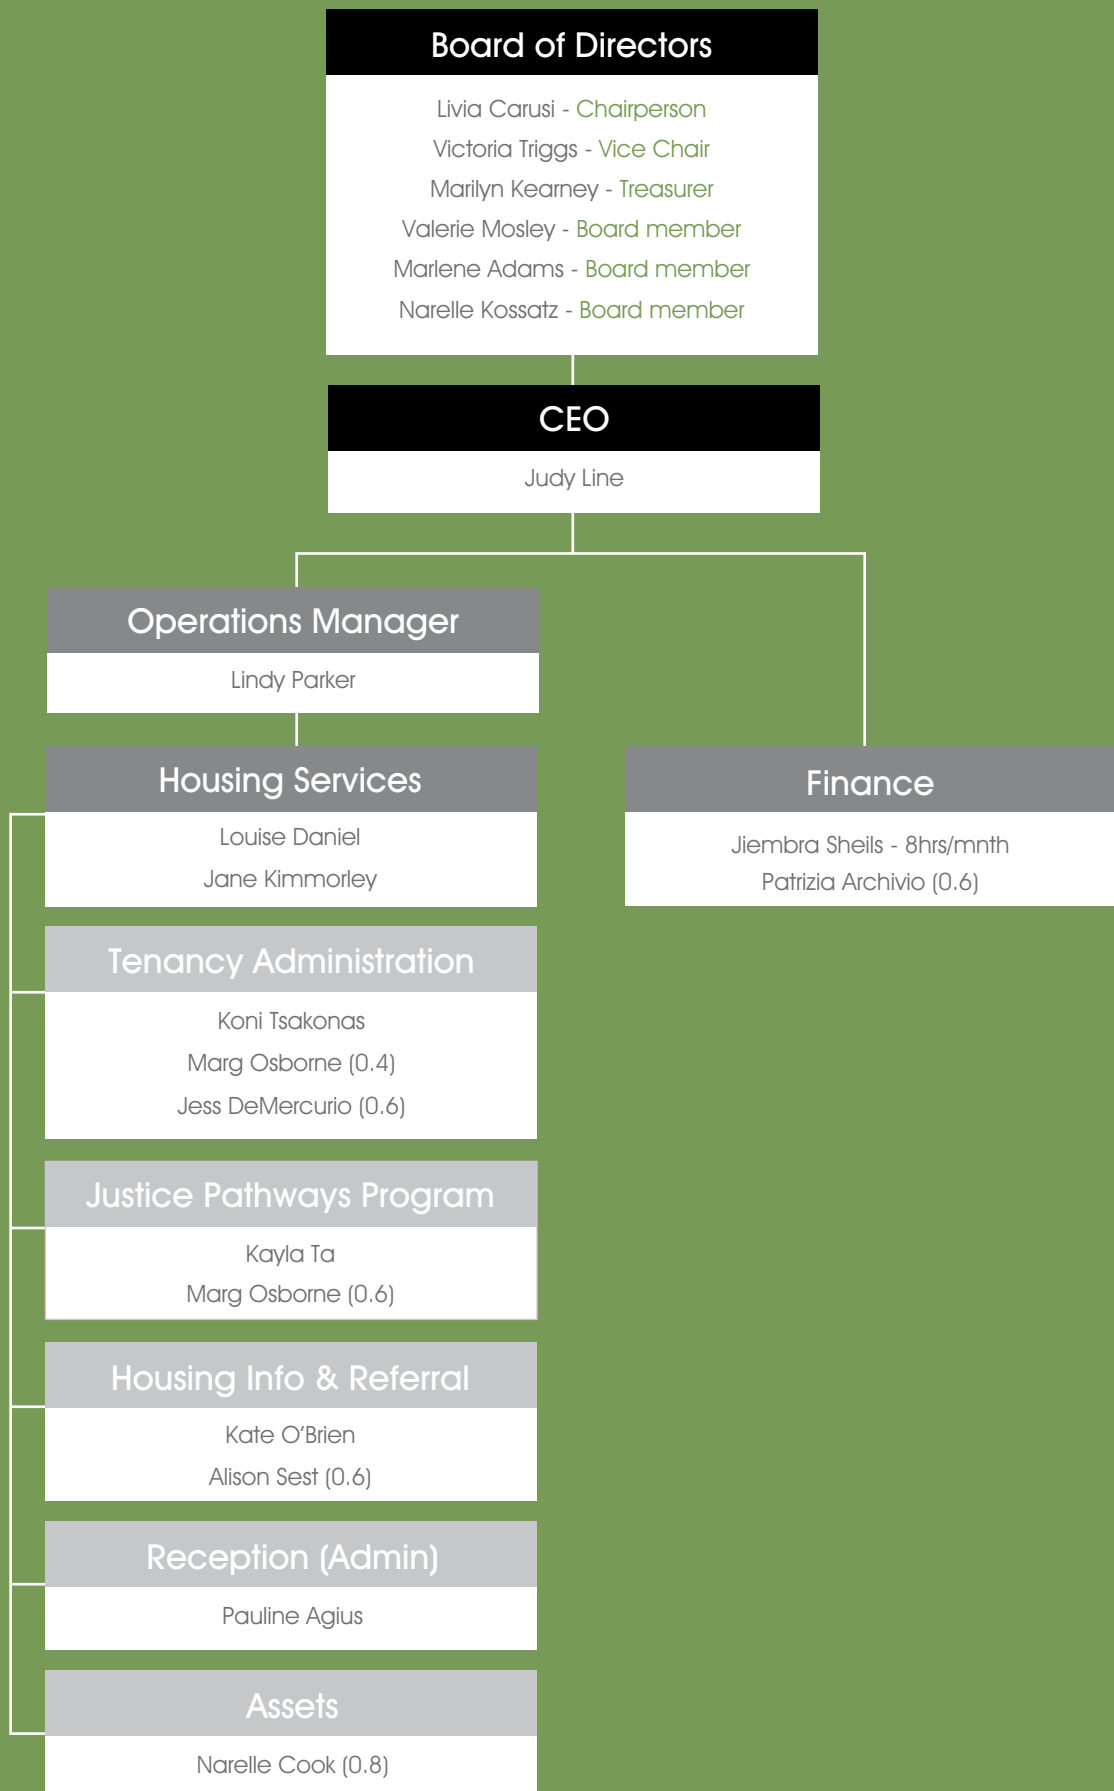 Board of Directors
Livia Carusi - Chairperson
Victoria Triggs - Vice Chair
Marilyn Kearney - Treasurer
Valerie Mosley - Board member
Marlene Adams - Board member
Narelle Kossatz - Board member
CEO
Judy Line
Operations Manager
Lindy Parker
Housing Services
Louise Daniel
Jane Kimmorley
Finance
Jiembra Sheils - 8hrs/mnth
Patrizia Archivio (0.6)
Tenancy Administration
Koni Tsakonas
Marg Osborne (0.4)
Jess DeMercurio (0.6)
Justice Pathways Program
Kayla Ta
Marg Osborne (0.6)
Housing Info & Referral
Kate O’Brien
Alison Sest (0.6)
Reception (Admin)
Pauline Agius
Assets
Narelle Cook (0.8)